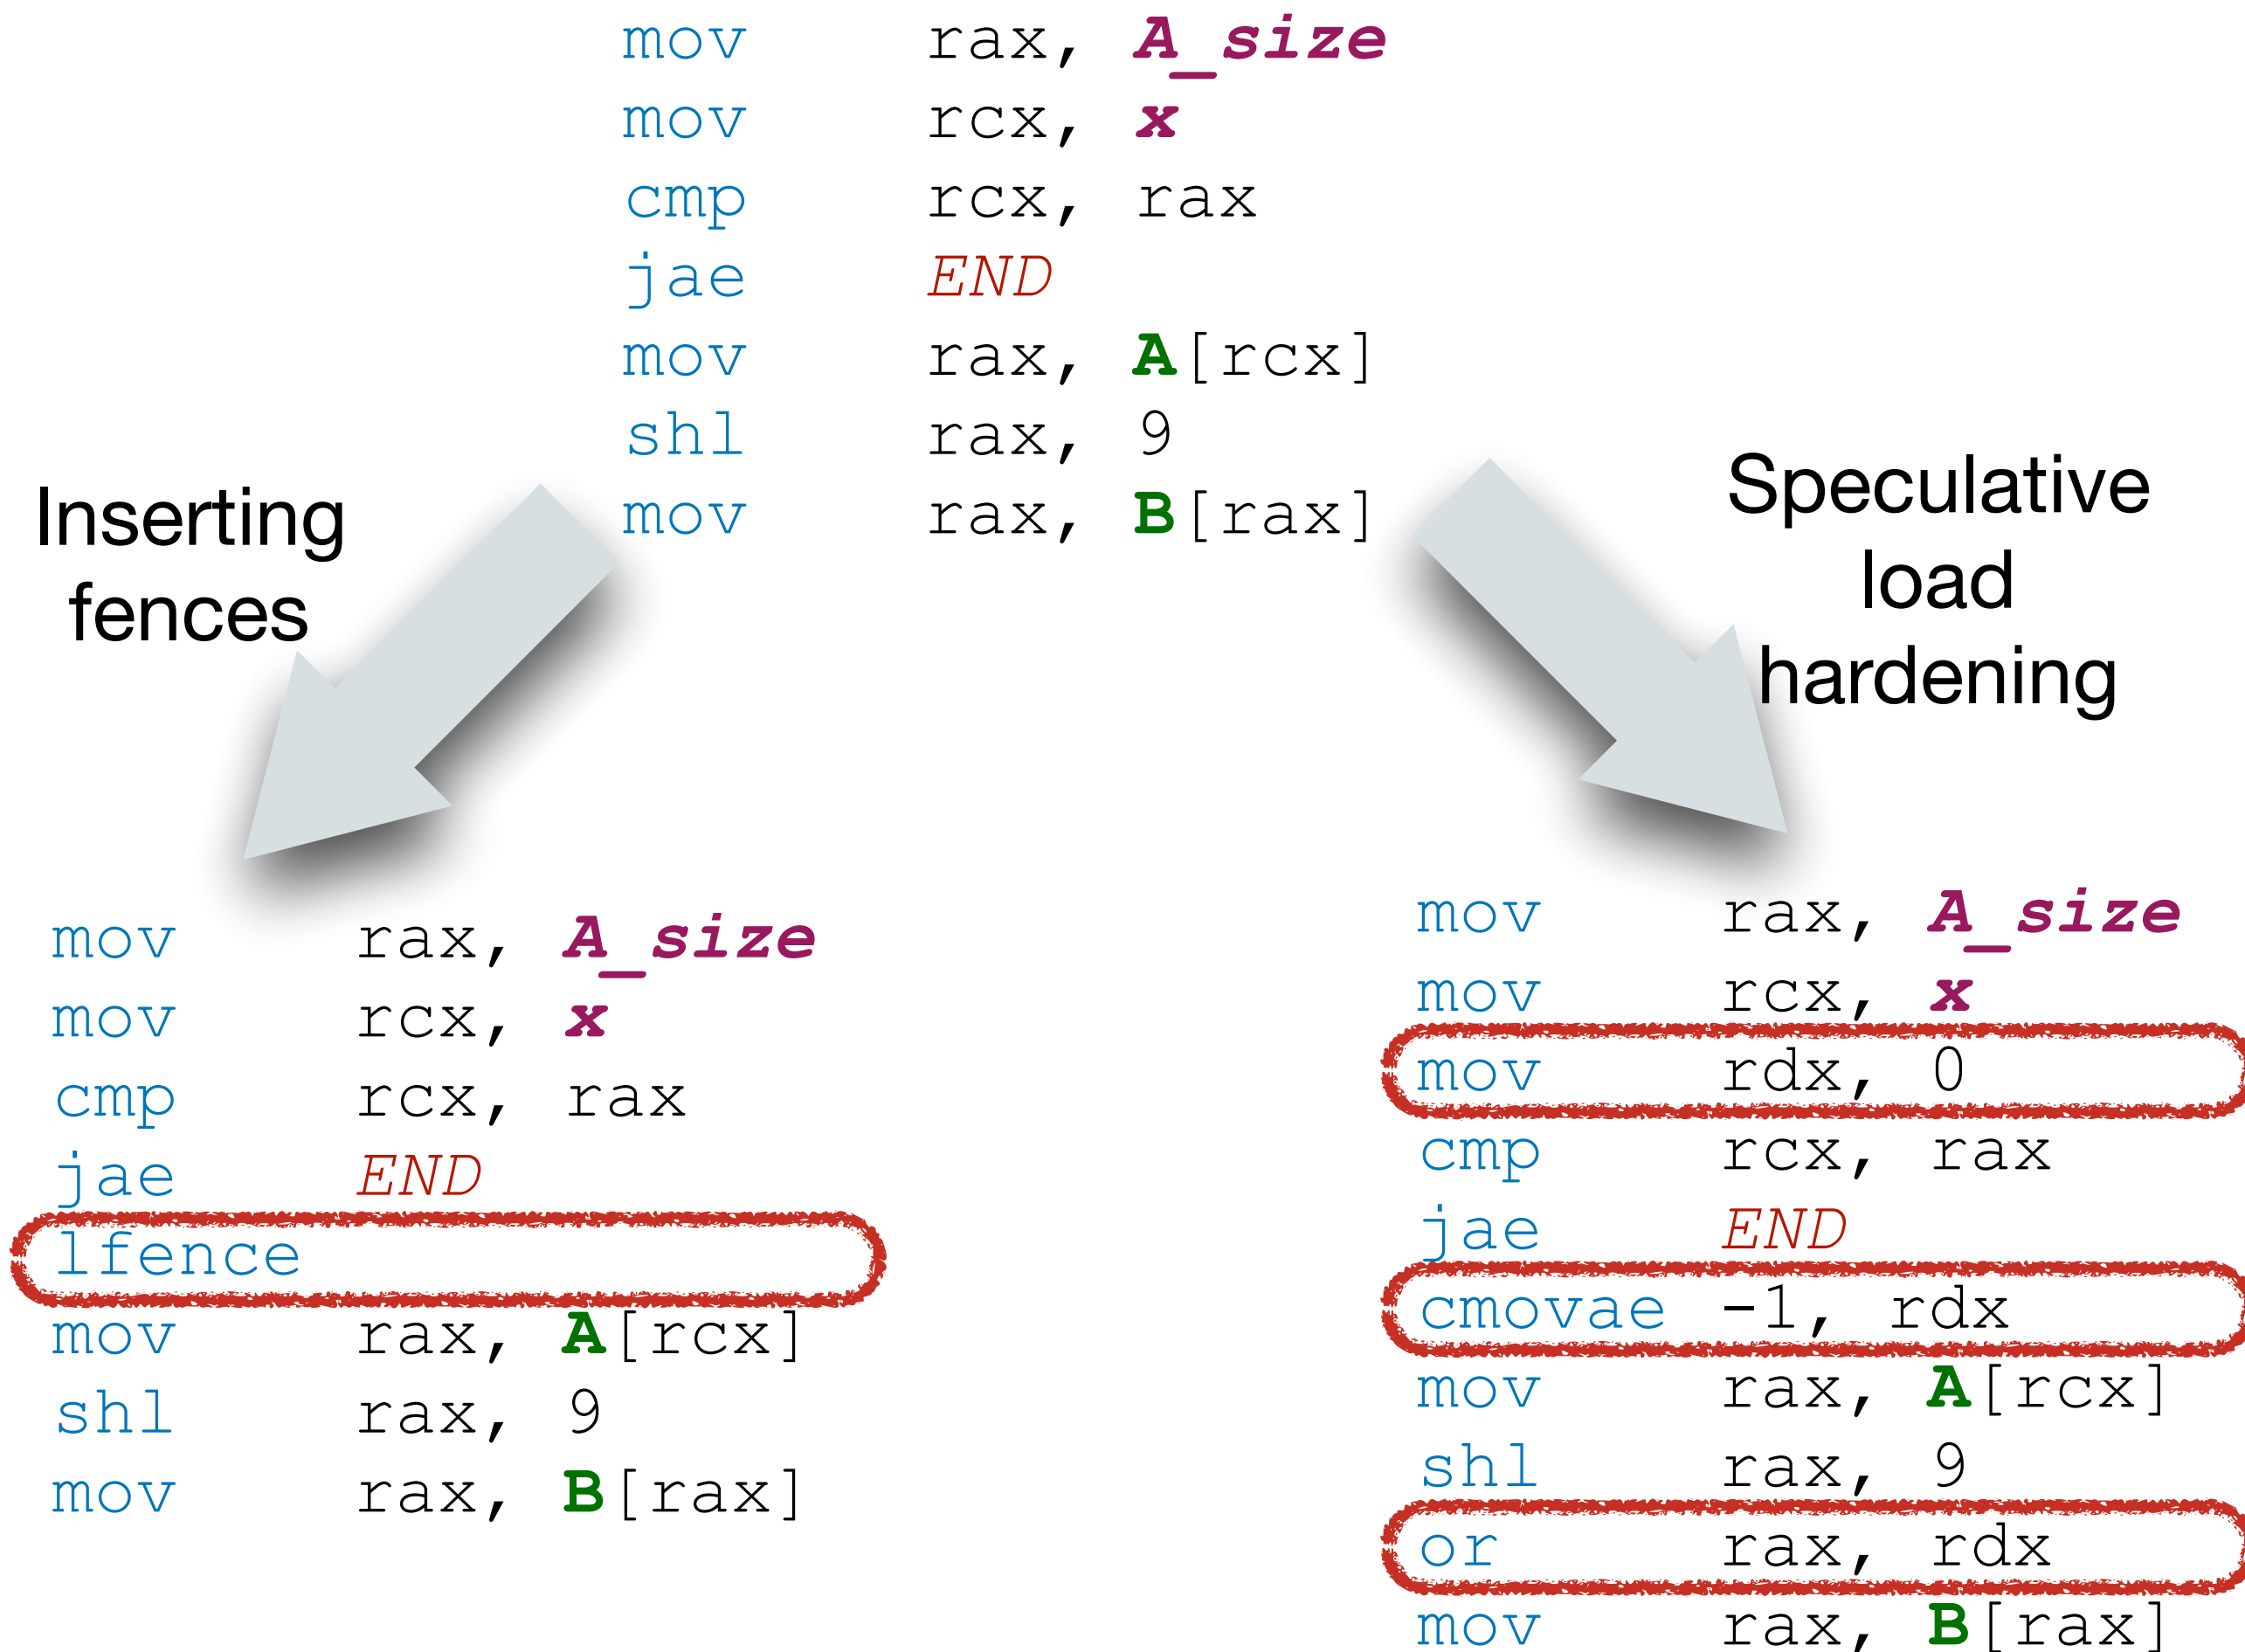 mov rax, A_size
mov rcx, x
cmp rcx, rax
jae END
mov rax, A[rcx]
shl rax, 9
mov rax, B[rax]
Inserting
fences
Speculative
load
hardening
mov rax, A_size
mov rcx, x
cmp rcx, rax
jae END
lfence
mov rax, A[rcx]
shl rax, 9
mov rax, B[rax]
mov rax, A_size
mov rcx, x
mov rdx, 0
cmp rcx, rax
jae END
cmovae -1, rdx
mov rax, A[rcx]
shl rax, 9
or rax, rdx
mov rax, B[rax]